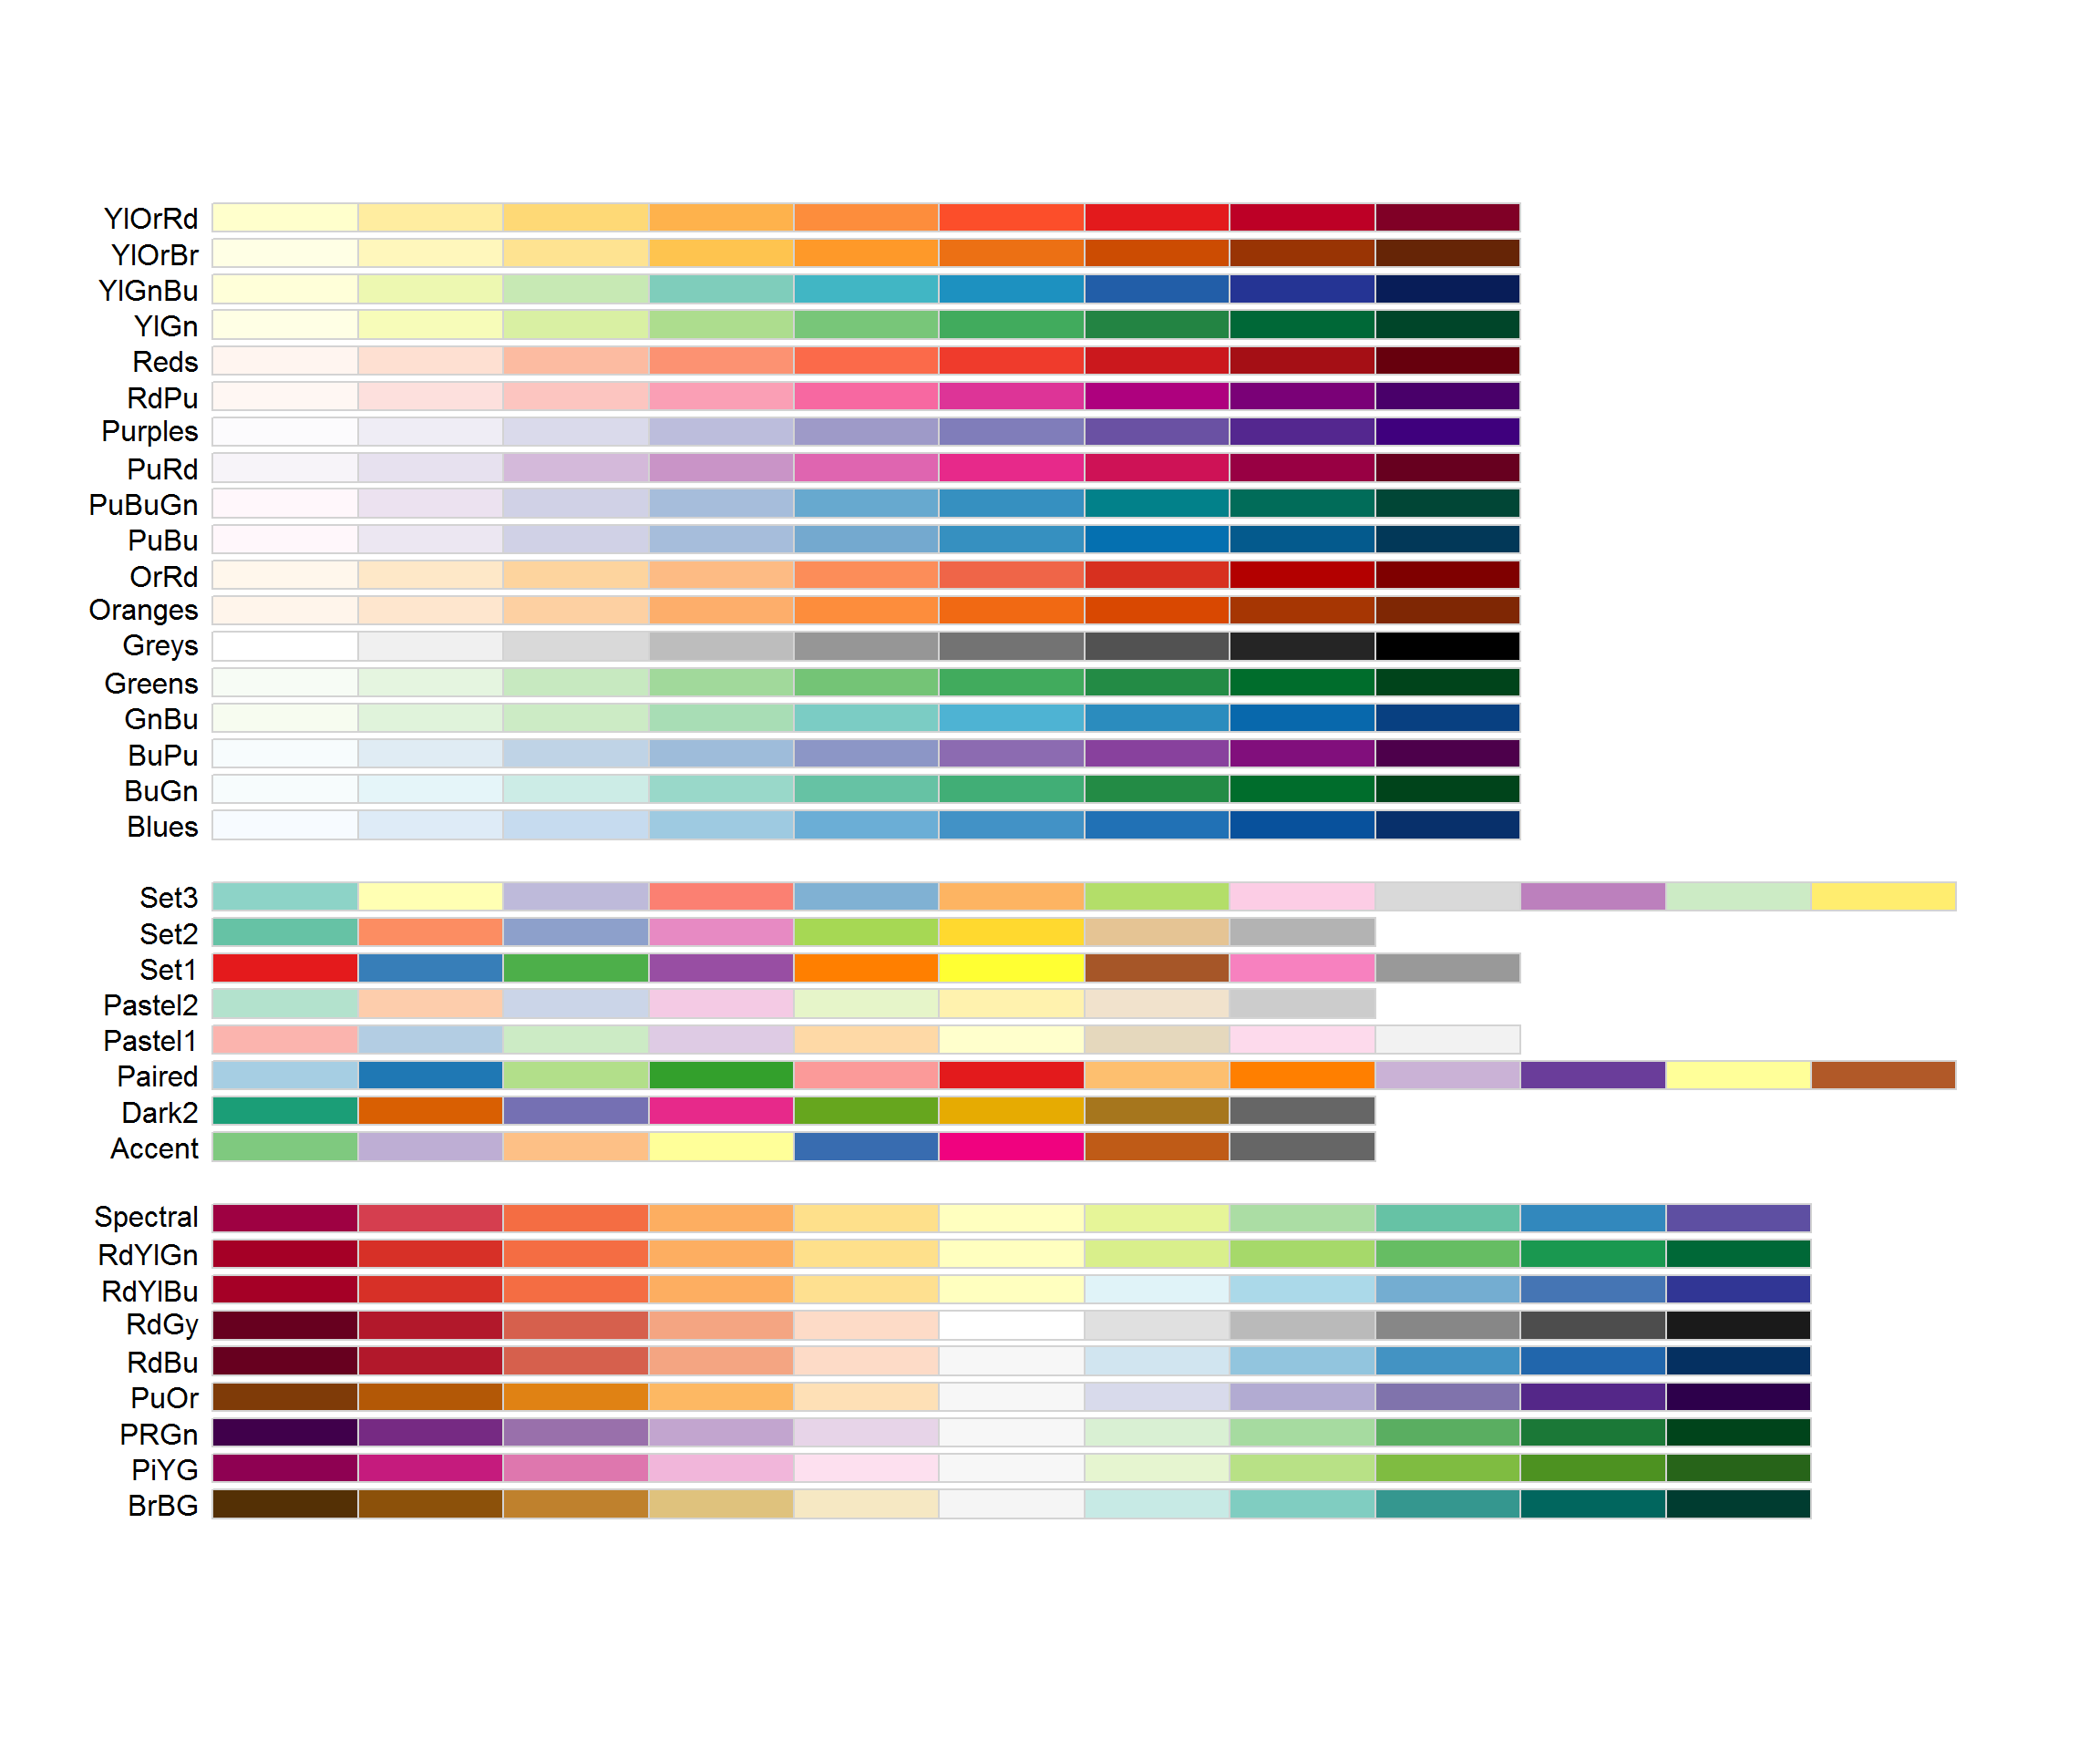 YlOrRd
YlOrBr
YlGnBu
YlGn
Reds
RdPu
Purples
PuRd
PuBuGn
PuBu
OrRd
Oranges
Greys
Greens
GnBu
BuPu
BuGn
Blues
Set3
Set2
Set1
Pastel2
Pastel1
Paired
Dark2
Accent
Spectral
RdYlGn
RdYlBu
RdGy
RdBu
PuOr
PRGn
PiYG
BrBG